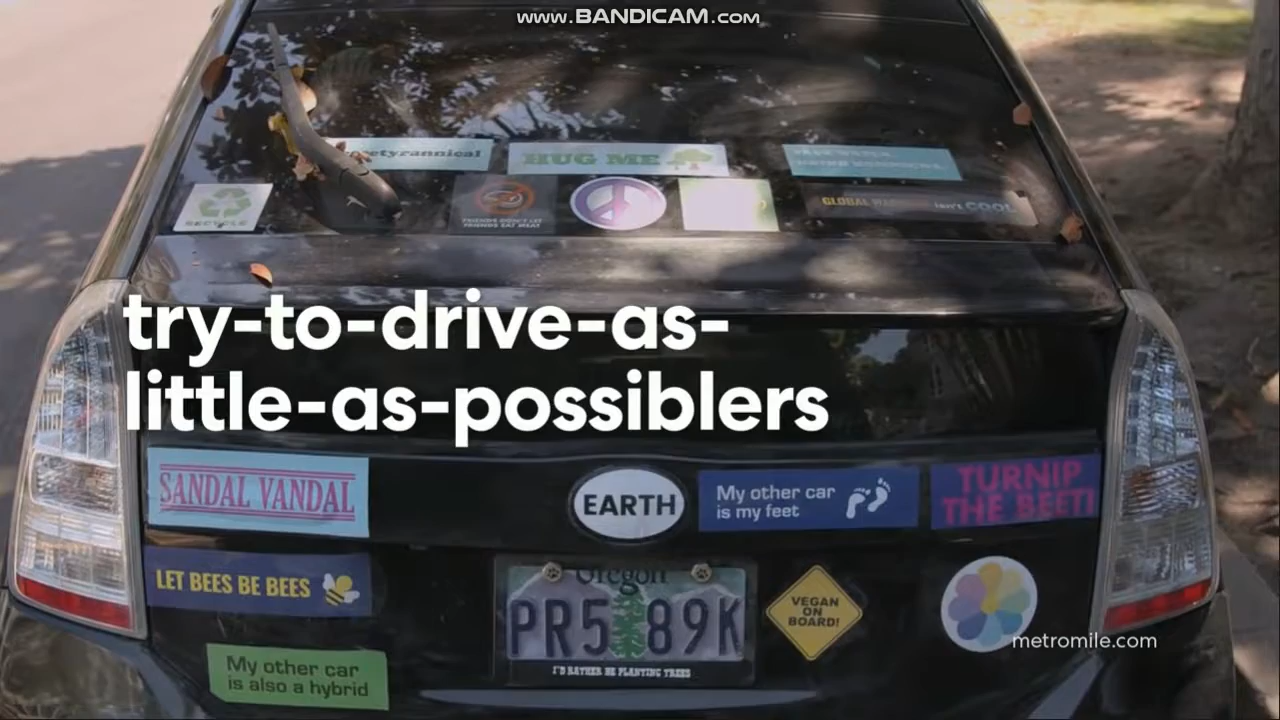 www.BANDICAM.com
HUG ME
RECYCLE
FRIENDS DON'T LET
FRIENDS EAT MEAT
GLOBAL isn't COOL
try-to-drive-as-
little-as-possiblers
SANDAL VANDAL
EARTH
My other car
is my feet
TURNIP
THE BEET!
LET BEES BE BEES
Oregon
PR5 89K
I'D RATHER BE PLANTING TREES
VEGAN
ON
BOARD!
metromile.com
My other car
is also a hybrid